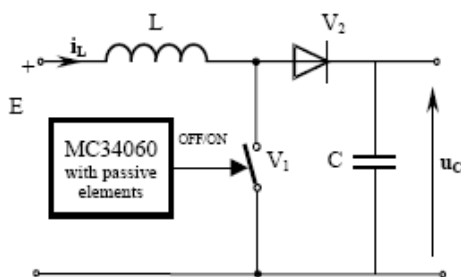 L
V2
iL
+
E
OFF/ON
MC34060
with passive
elements
V1
C
uC